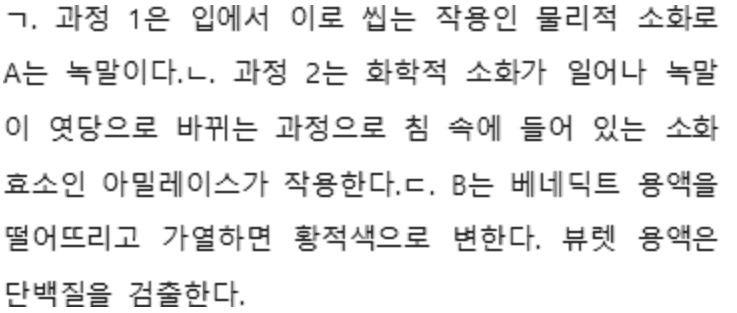 ㄱ. 과정 1은 입에서 이로 씹는 작용인 물리적 소화로
A는 녹말이다.ㄴ. 과정 2는 화학적 소화가 일어나 녹말
이 엿당으로 바뀌는 과정으로 침 속에 들어 있는 소화
효소인 아밀레이스가 작용한다.ㄷ. B는 베네딕트 용액을
떨어뜨리고 가열하면 황적색으로 변한다. 뷰렛 용액은
단백질을 검출한다.